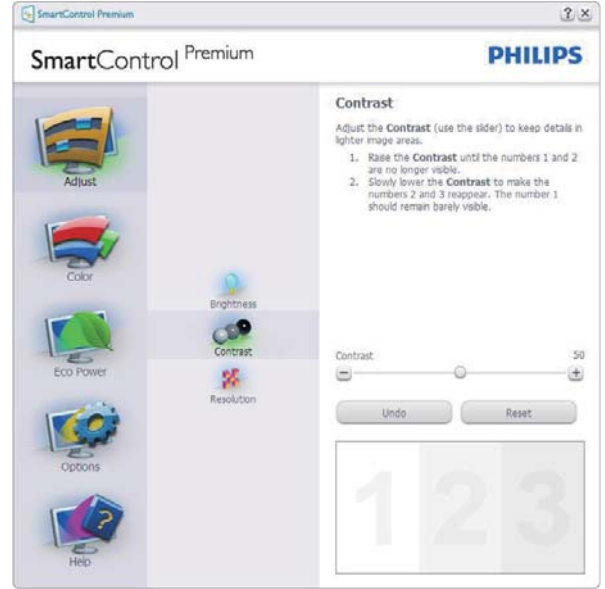 SmartControl Premium
? ×
SmartControl Premium
PHILIPS
Adjust
Color
Eco Power
Options
Help
Brightness
Contrast
Resolution
Contrast
Adjust the Contrast (use the slider) to keep details in
lighter image areas.
1. Raise the Contrast until the numbers 1 and 2
are no longer visible.
2. Slowly lower the Contrast to make the
numbers 2 and 3 reappear. The number 1
should remain barely visible.
Contrast 50
Undo Reset
1 2 3